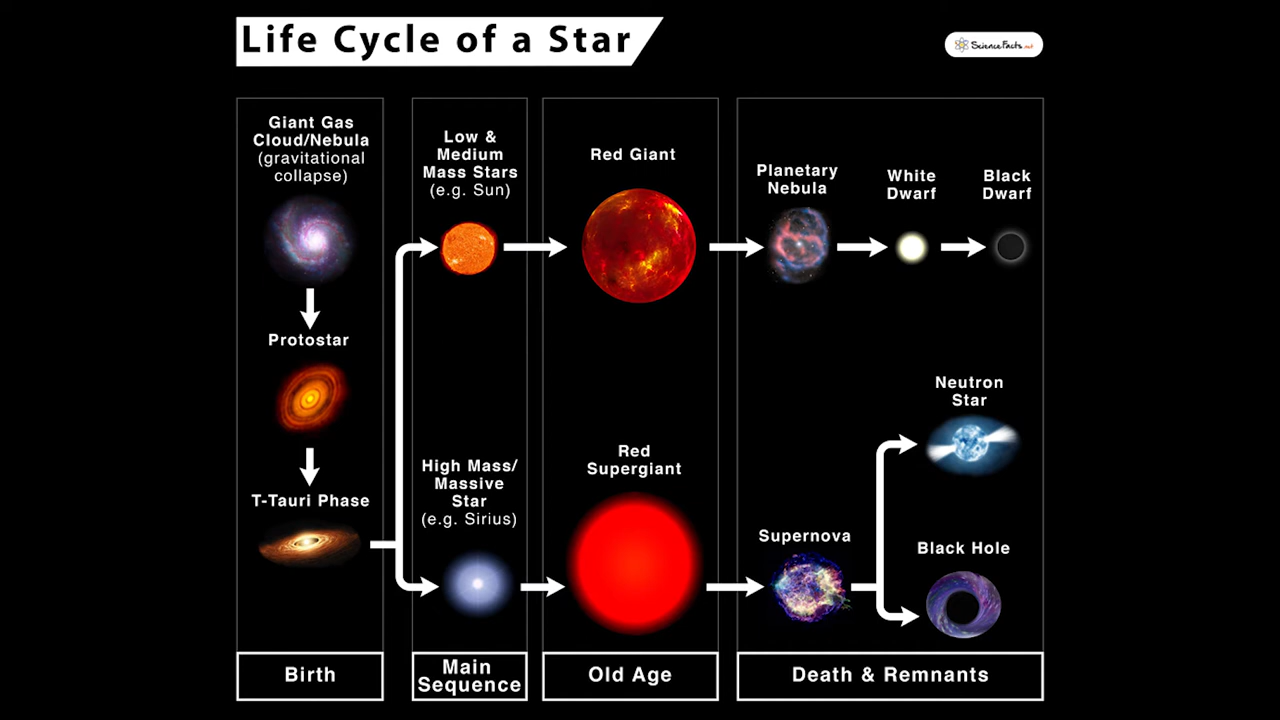 Life Cycle of a Star
ScienceFacts.net
Giant Gas
Cloud/Nebula
(gravitational
collapse)
Protostar
T-Tauri Phase
Birth
Low &
Medium
Mass Stars
(e.g. Sun)
High Mass/
Massive
Star
(e.g. Sirius)
Main
Sequence
Red Giant
Red
Supergiant
Old Age
Planetary
Nebula
White
Dwarf
Black
Dwarf
Supernova
Neutron
Star
Black Hole
Death & Remnants